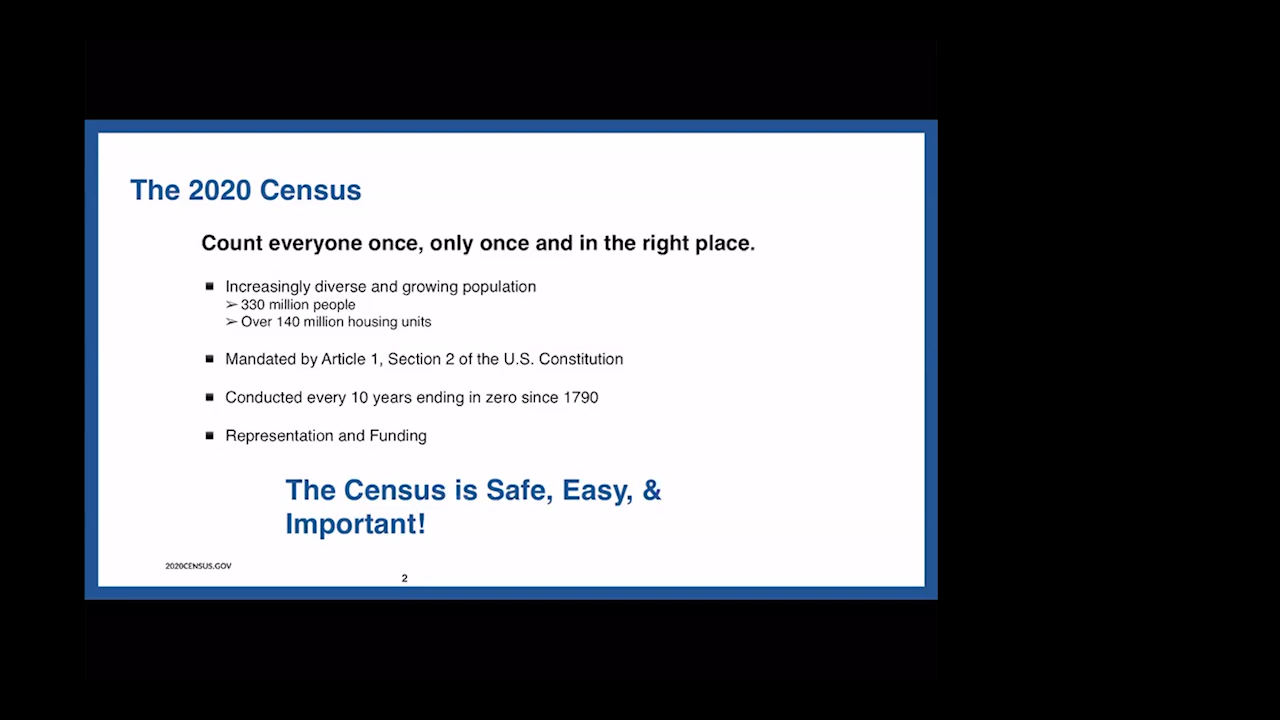 The 2020 Census
Count everyone once, only once and in the right place.
■ Increasingly diverse and growing population
➢ 330 million people
➢ Over 140 million housing units
■ Mandated by Article 1, Section 2 of the U.S. Constitution
■ Conducted every 10 years ending in zero since 1790
■ Representation and Funding
The Census is Safe, Easy, &
Important!
2020CENSUS.GOV
2